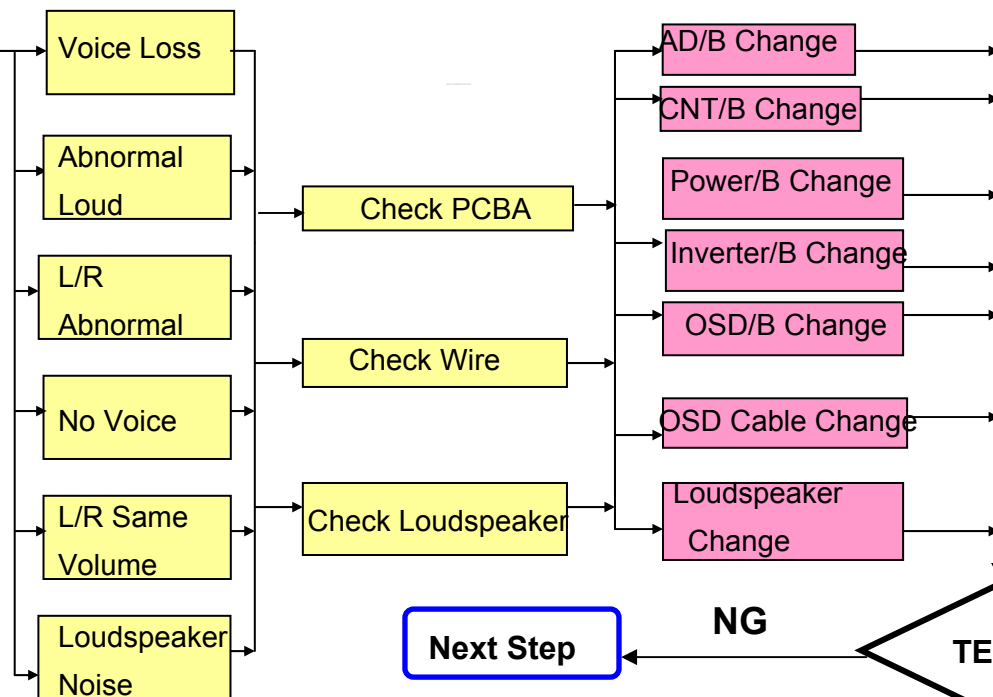 Voice Loss
Abnormal
Loud
L/R
Abnormal
No Voice
L/R Same
Volume
Loudspeaker
Noise
Check PCBA
Check Wire
Check Loudspeaker
AD/B Change
CNT/B Change
Power/B Change
Inverter/B Change
OSD/B Change
OSD Cable Change
Loudspeaker
Change
Next Step
NG
TE